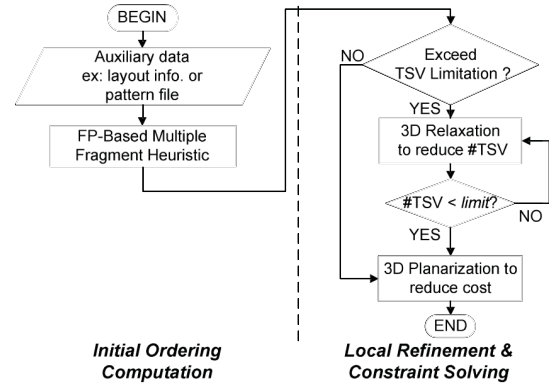 BEGIN
Auxiliary data
ex: layout info. or
pattern file
FP-Based Multiple
Fragment Heuristic
Initial Ordering
Computation
Exceed
TSV Limitation ?
NO
YES
3D Relaxation
to reduce #TSV
#TSV < limit?
NO
YES
3D Planarization to
reduce cost
END
Local Refinement &
Constraint Solving